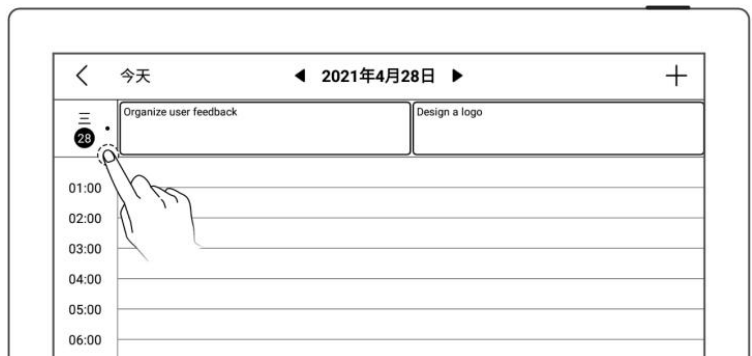 今天
2021年4月28日
三
28
Organize user feedback
Design a logo
01:00
02:00
03:00
04:00
05:00
06:00